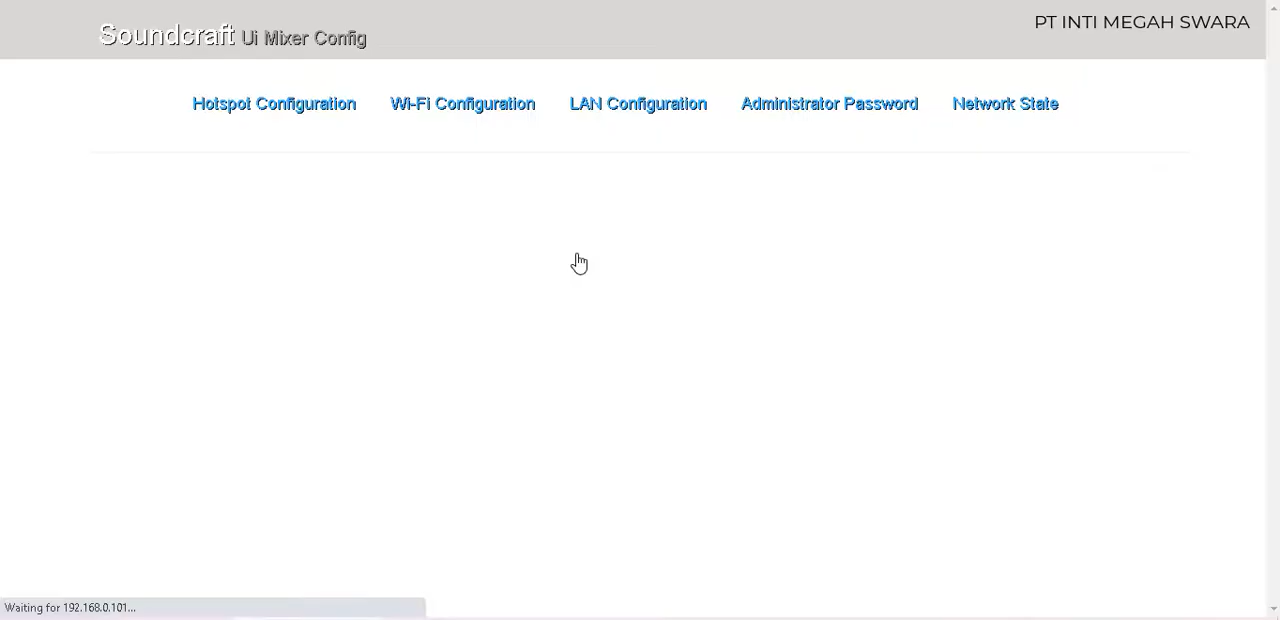 Soundcraft Ui Mixer Config
PT INTI MEGAH SWARA
Hotspot Configuration Wi-Fi Configuration LAN Configuration Administrator Password Network State
Waiting for 192.168.0.101...